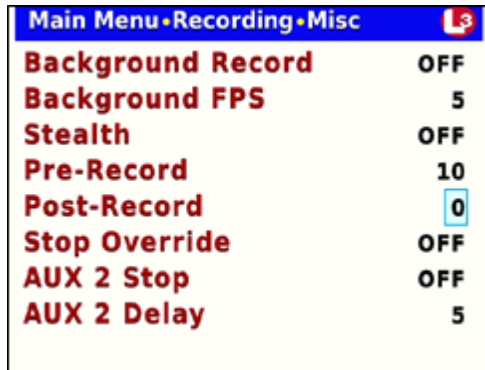 Main Menu•Recording•Misc L3
Background Record OFF
Background FPS 5
Stealth OFF
Pre-Record 10
Post-Record 0
Stop Override OFF
AUX 2 Stop OFF
AUX 2 Delay 5